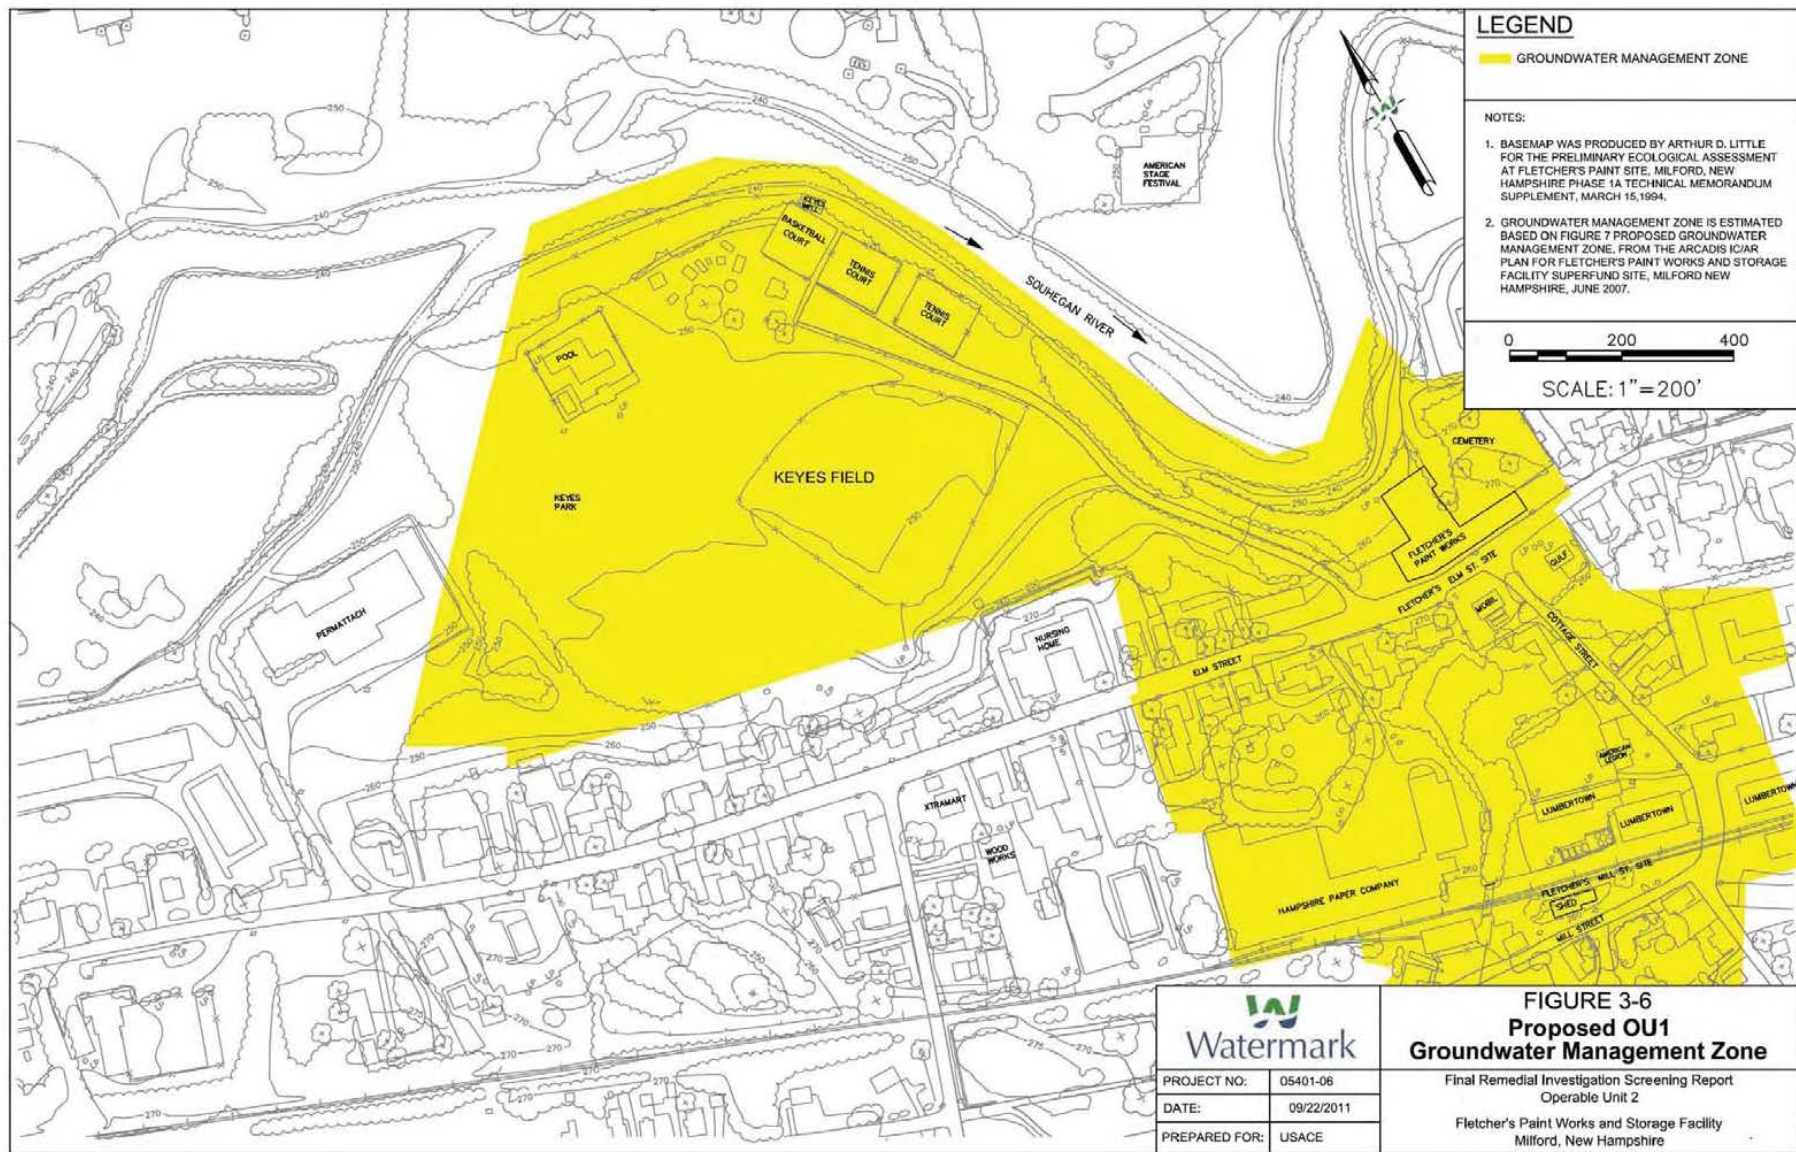 LEGEND
GROUNDWATER MANAGEMENT ZONE
NOTES:
1. BASEMAP WAS PRODUCED BY ARTHUR D. LITTLE
FOR THE PRELIMINARY ECOLOGICAL ASSESSMENT
AT FLETCHER'S PAINT SITE, MILFORD, NEW
HAMPSHIRE PHASE 1A TECHNICAL MEMORANDUM
SUPPLEMENT, MARCH 15,1994.
2. GROUNDWATER MANAGEMENT ZONE IS ESTIMATED
BASED ON FIGURE 7 PROPOSED GROUNDWATER
MANAGEMENT ZONE, FROM THE ARCADIS IC/AR
PLAN FOR FLETCHER'S PAINT WORKS AND STORAGE
FACILITY SUPERFUND SITE, MILFORD NEW
HAMPSHIRE, JUNE 2007.
0 200 400
SCALE: 1"=200'
AMERICAN
STAGE
FESTIVAL
KEYES
WELL
BASKETBALL
COURT
TENNIS
COURT
TENNIS
COURT
SOUHEGAN RIVER
POOL
KEYES FIELD
KEYES
PARK
CEMETERY
FLETCHER'S
PAINT WORKS
FLETCHER'S ELM ST. SITE
GULF
MOBIL
COTTAGE STREET
PERMATTACH
NURSING
HOME
ELM STREET
AMERICAN
LEGION
XTRAMART
WOOD
WORKS
LUMBERTOWN
LUMBERTOWN
LUMBERTOWN
HAMPSHIRE PAPER COMPANY
FLETCHER'S MILL ST. SITE
SHED
MILL STREET
Watermark
PROJECT NO: 05401-06
DATE: 09/22/2011
PREPARED FOR: USACE
FIGURE 3-6
Proposed OU1
Groundwater Management Zone
Final Remedial Investigation Screening Report
Operable Unit 2
Fletcher's Paint Works and Storage Facility
Milford, New Hampshire